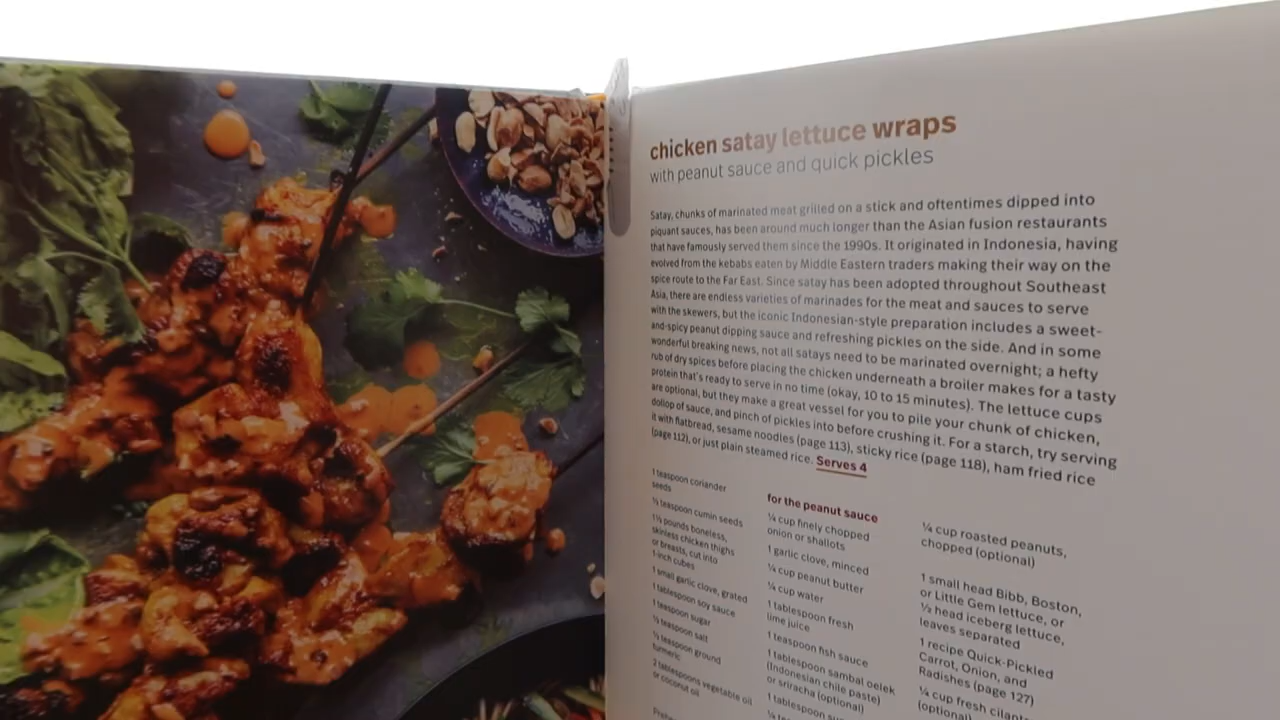 chicken satay lettuce wraps
with peanut sauce and quick pickles
Satay, chunks of marinated meat grilled on a stick and oftentimes dipped into
piquant sauces, has been around much longer than the Asian fusion restaurants
that have famously served them since the 1990s. It originated in Indonesia, having
evolved from the kebabs eaten by Middle Eastern traders making their way on the
spice route to the Far East. Since satay has been adopted throughout Southeast
Asia, there are endless varieties of marinades for the meat and sauces to serve
with the skewers, but the iconic Indonesian-style preparation includes a sweet-
and-spicy peanut dipping sauce and refreshing pickles on the side. And in some
wonderful breaking news, not all satays need to be marinated overnight; a hefty
rub of dry spices before placing the chicken underneath a broiler makes for a tasty
protein that's ready to serve in no time (okay, 10 to 15 minutes). The lettuce cups
are optional, but they make a great vessel for you to pile your chunk of chicken,
dollop of sauce, and pinch of pickles into before crushing it. For a starch, try serving
it with flatbread, sesame noodles (page 113), sticky rice (page 118), ham fried rice
(page 112), or just plain steamed rice. Serves 4
1 teaspoon coriander
seeds
½ teaspoon cumin seeds
1½ pounds boneless,
skinless chicken thighs
or breasts, cut into
1-inch cubes
1 small garlic clove, grated
1 tablespoon soy sauce
1 teaspoon sugar
½ teaspoon salt
½ teaspoon ground
turmeric
2 tablespoons vegetable oil
or coconut oil
for the peanut sauce
¼ cup finely chopped
onion or shallots
1 garlic clove, minced
¼ cup peanut butter
¼ cup water
1 tablespoon fresh
lime juice
1 teaspoon fish sauce
1 tablespoon sambal oelek
(Indonesian chile paste)
or sriracha (optional)
1 tablespoon
¼ cup roasted peanuts,
chopped (optional)
1 small head Bibb, Boston,
or Little Gem lettuce, or
½ head iceberg lettuce,
leaves separated
1 recipe Quick-Pickled
Carrot, Onion, and
Radishes (page 127)
¼ cup fresh
(optional)